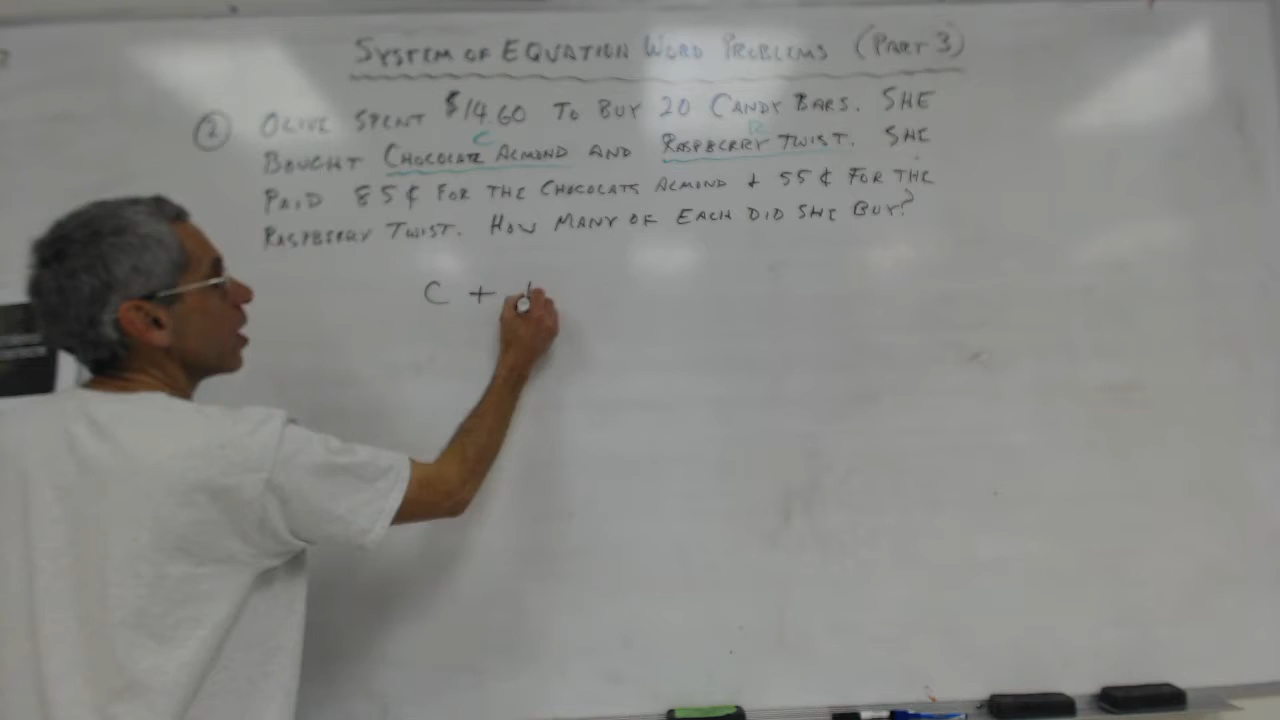 SYSTEM OF EQUATION WORD PROBLEMS (PART 3)
② OLIVE SPENT $14.60 TO BUY 20 CANDY BARS. SHE
C R
BOUGHT CHOCOLATE ALMOND AND RASPBERRY TWIST. SHE
PAID 85¢ FOR THE CHOCOLATE ALMOND + 55¢ FOR THE
RASPBERRY TWIST. HOW MANY OF EACH DID SHE BUY?
C +